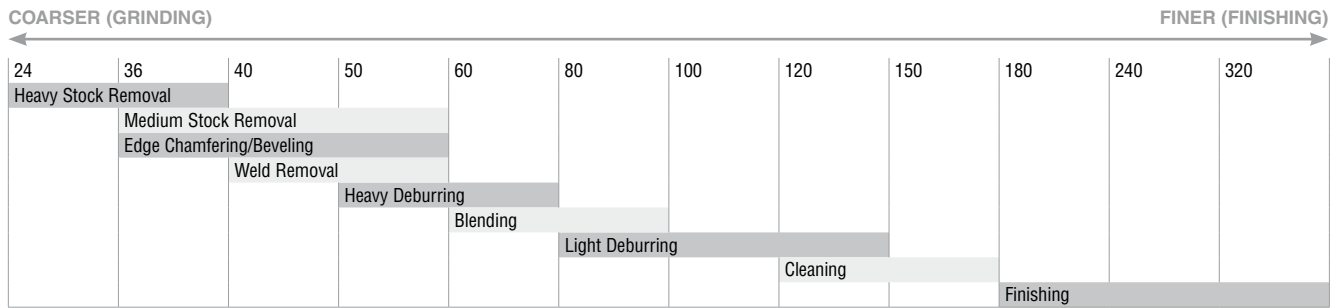 COARSER (GRINDING) FINER (FINISHING)
24 36 40 50 60 80 100 120 150 180 240 320
Heavy Stock Removal
Medium Stock Removal
Edge Chamfering/Beveling
Weld Removal
Heavy Deburring
Blending
Light Deburring
Cleaning
Finishing